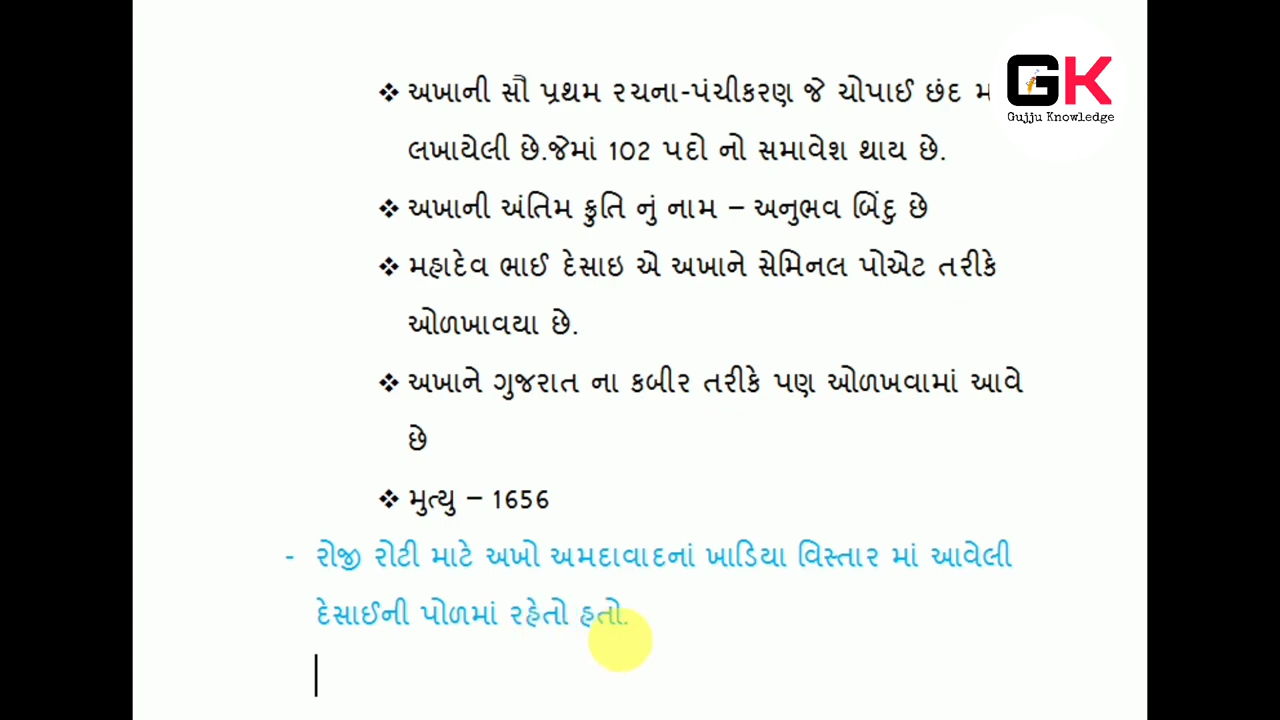 ❖ અખાની સૌ પ્રથમ રચના-પંચીકરણ જે ચોપાઈ છંદ
GK
Gujju Knowledge
લખાયેલી છે.જેમાં 102 પદો નો સમાવેશ થાય છે.
❖ અખાની અંતિમ ક્રુતિ નું નામ – અનુભવ બિંદુ છે
❖ મહાદેવ ભાઈ દેસાઇ એ અખાને સેમિનલ પોએટ તરીકે
ઓળખાવયા છે.
❖ અખાને ગુજરાત ના કબીર તરીકે પણ ઓળખવામાં આવે
છે
❖ મુત્યુ – 1656
- રોજી રોટી માટે અખો અમદાવાદનાં ખાડિયા વિસ્તાર માં આવેલી
દેસાઈની પોળમાં રહેતો હતો.